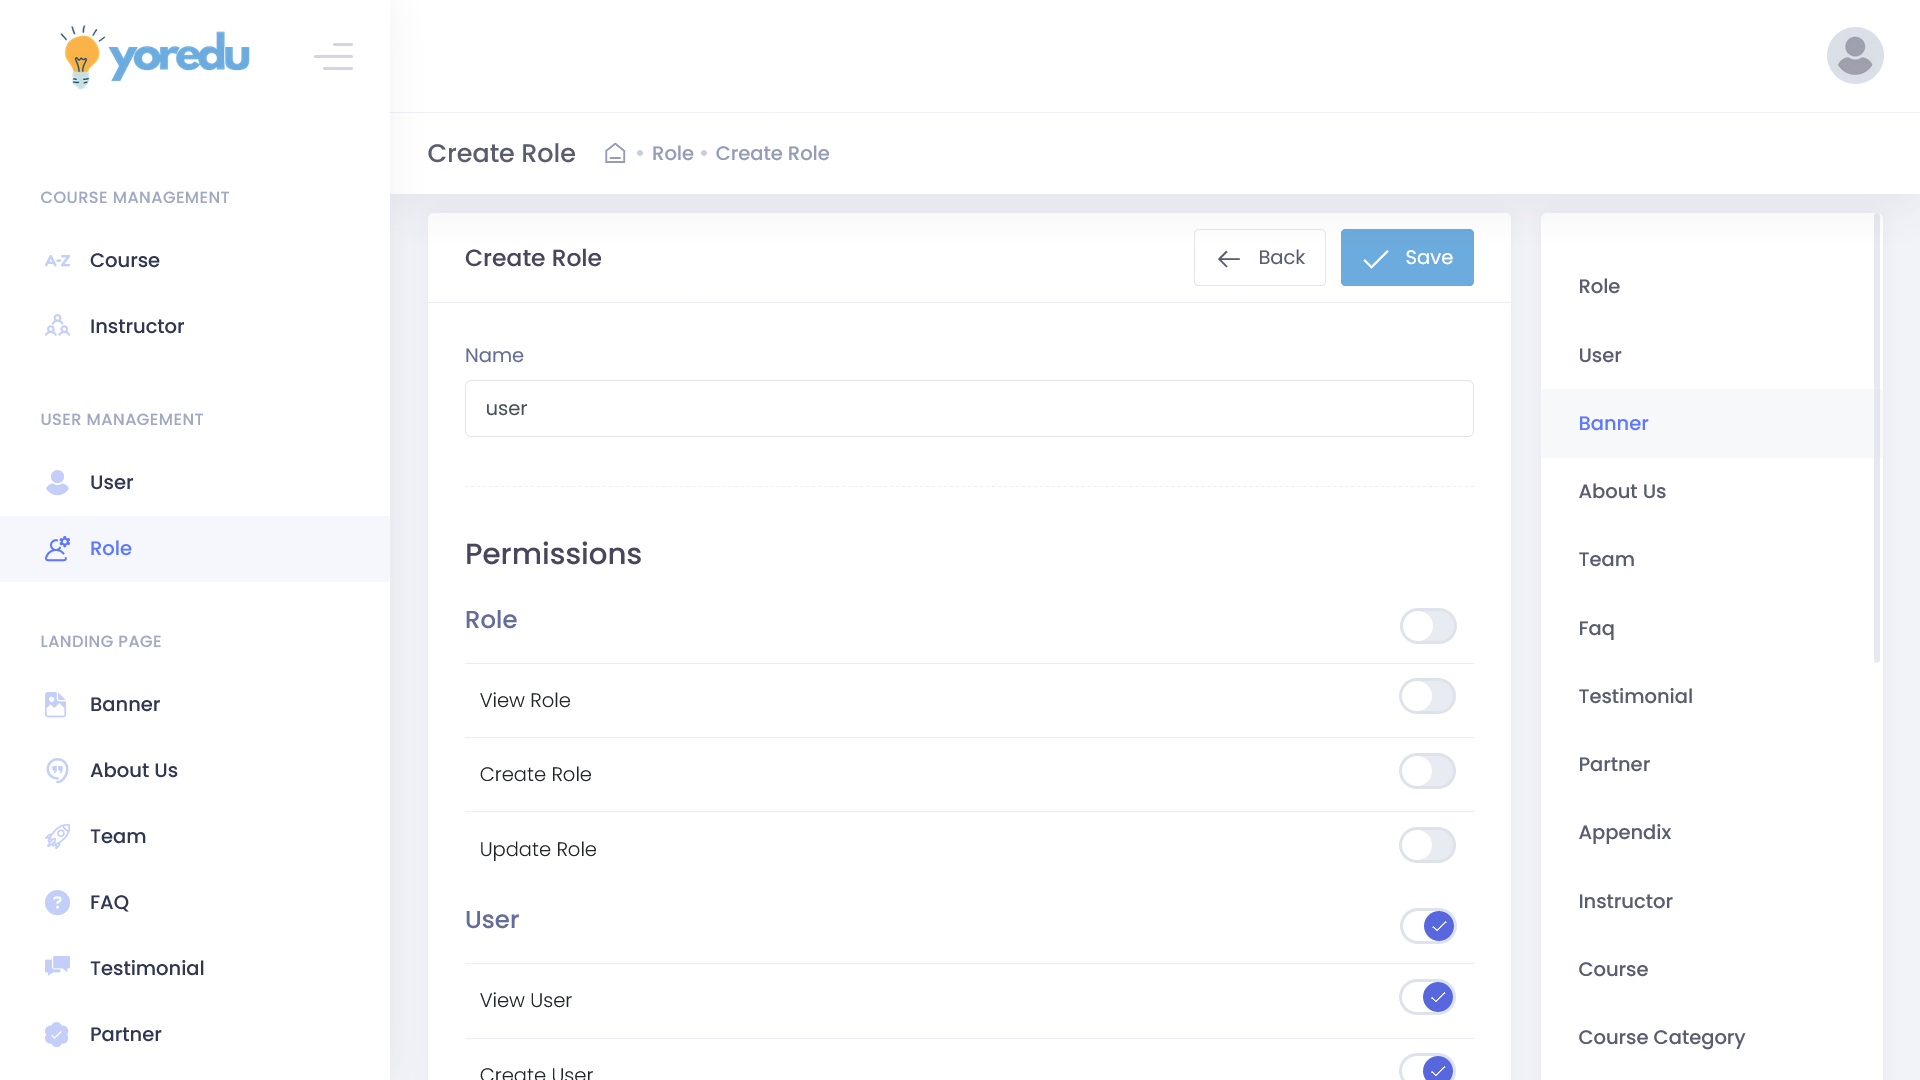 yoredu
COURSE MANAGEMENT
A-Z Course
Instructor
USER MANAGEMENT
User
Role
LANDING PAGE
Banner
About Us
Team
? FAQ
Testimonial
Partner
Create Role • Role • Create Role
Create Role
Back
Save
Name
user
Permissions
Role
View Role
Create Role
Update Role
User
View User
Create User
Role
User
Banner
About Us
Team
Faq
Testimonial
Partner
Appendix
Instructor
Course
Course Category